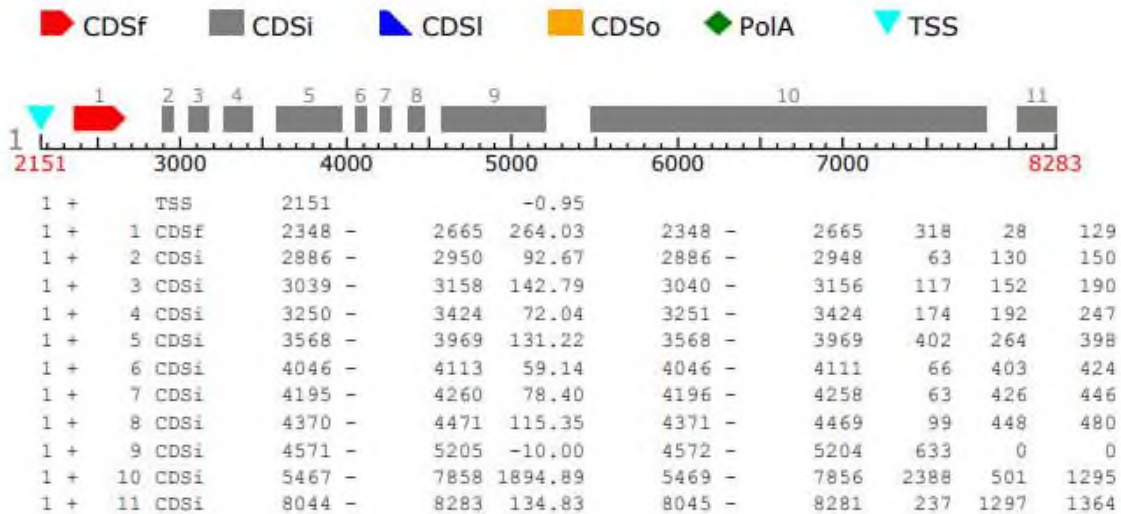 CDSf CDSi CDSl CDSo PolA TSS
1 2 3 4 5 6 7 8 9 10 11
1
2151 3000 4000 5000 6000 7000 8283
1 + TSS 2151 -0.95
1 + 1 CDSf 2348 - 2665 264.03 2348 - 2665 318 28 129
1 + 2 CDSi 2886 - 2950 92.67 2886 - 2948 63 130 150
1 + 3 CDSi 3039 - 3158 142.79 3040 - 3156 117 152 190
1 + 4 CDSi 3250 - 3424 72.04 3251 - 3424 174 192 247
1 + 5 CDSi 3568 - 3969 131.22 3568 - 3969 402 264 398
1 + 6 CDSi 4046 - 4113 59.14 4046 - 4111 66 403 424
1 + 7 CDSi 4195 - 4260 78.40 4196 - 4258 63 426 446
1 + 8 CDSi 4370 - 4471 115.35 4371 - 4469 99 448 480
1 + 9 CDSi 4571 - 5205 -10.00 4572 - 5204 633 0 0
1 + 10 CDSi 5467 - 7858 1894.89 5469 - 7856 2388 501 1295
1 + 11 CDSi 8044 - 8283 134.83 8045 - 8281 237 1297 1364